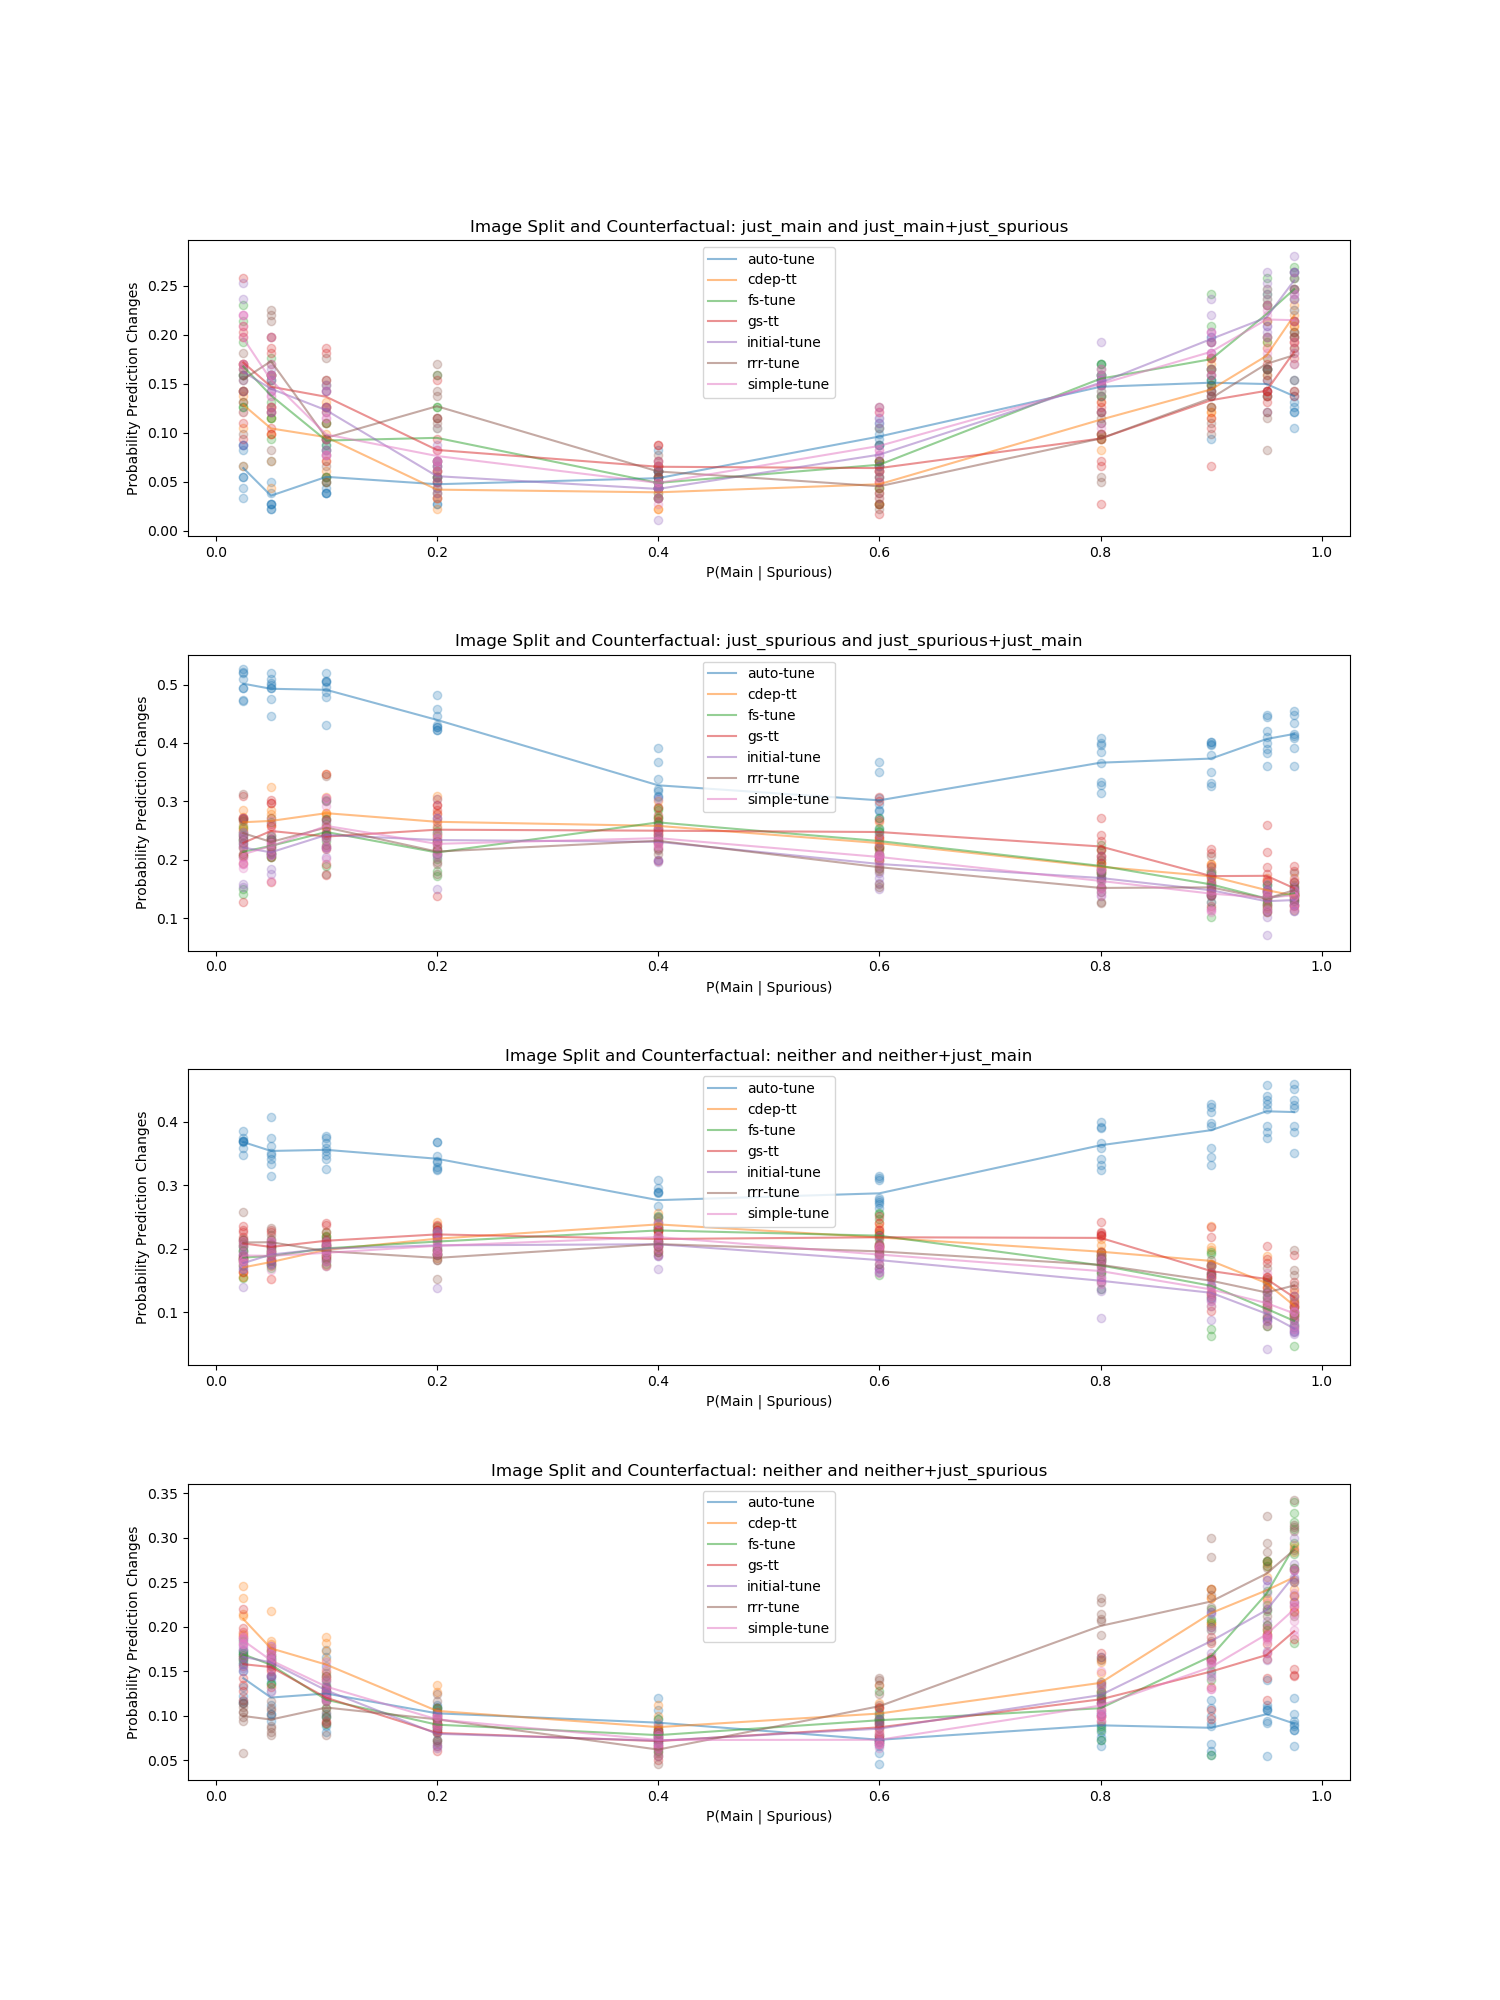 Image Split and Counterfactual: just_main and just_main+just_spurious
Probability Prediction Changes
0.25
0.20
0.15
0.10
0.05
0.00
auto-tune
cdep-tt
fs-tune
gs-tt
initial-tune
rrr-tune
simple-tune
0.0 0.2 0.4 0.6 0.8 1.0
P(Main | Spurious)
Image Split and Counterfactual: just_spurious and just_spurious+just_main
Probability Prediction Changes
0.5
0.4
0.3
0.2
0.1
auto-tune
cdep-tt
fs-tune
gs-tt
initial-tune
rrr-tune
simple-tune
0.0 0.2 0.4 0.6 0.8 1.0
P(Main | Spurious)
Image Split and Counterfactual: neither and neither+just_main
Probability Prediction Changes
0.4
0.3
0.2
0.1
auto-tune
cdep-tt
fs-tune
gs-tt
initial-tune
rrr-tune
simple-tune
0.0 0.2 0.4 0.6 0.8 1.0
P(Main | Spurious)
Image Split and Counterfactual: neither and neither+just_spurious
Probability Prediction Changes
0.35
0.30
0.25
0.20
0.15
0.10
0.05
auto-tune
cdep-tt
fs-tune
gs-tt
initial-tune
rrr-tune
simple-tune
0.0 0.2 0.4 0.6 0.8 1.0
P(Main | Spurious)